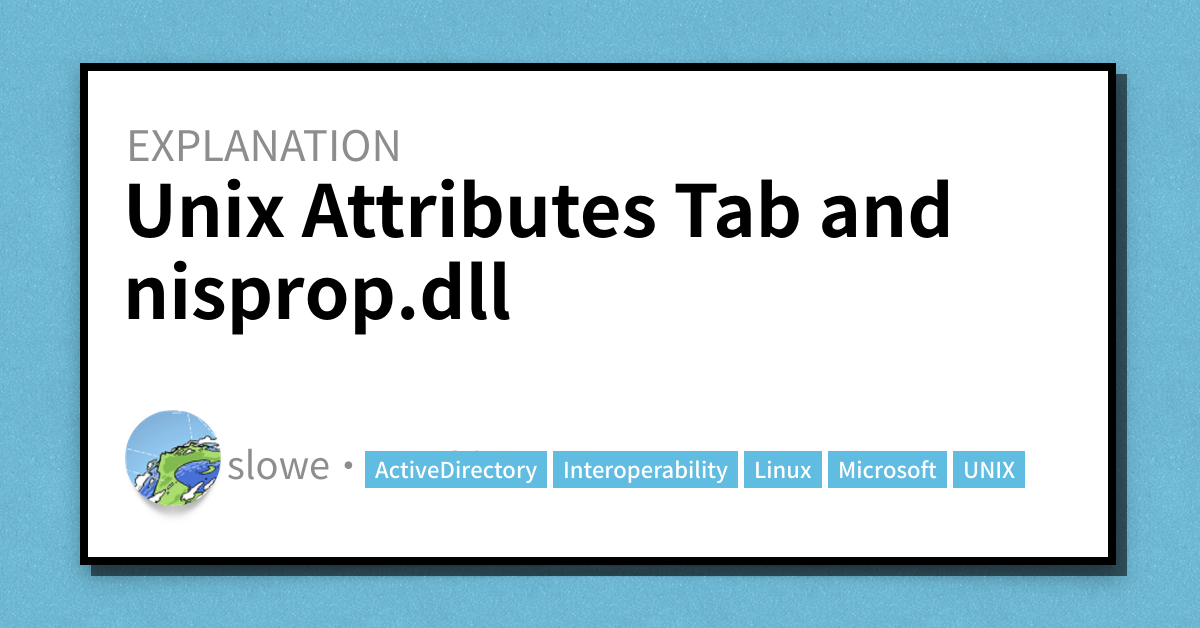 EXPLANATION
Unix Attributes Tab and
nisprop.dll
slowe • ActiveDirectory Interoperability Linux Microsoft UNIX